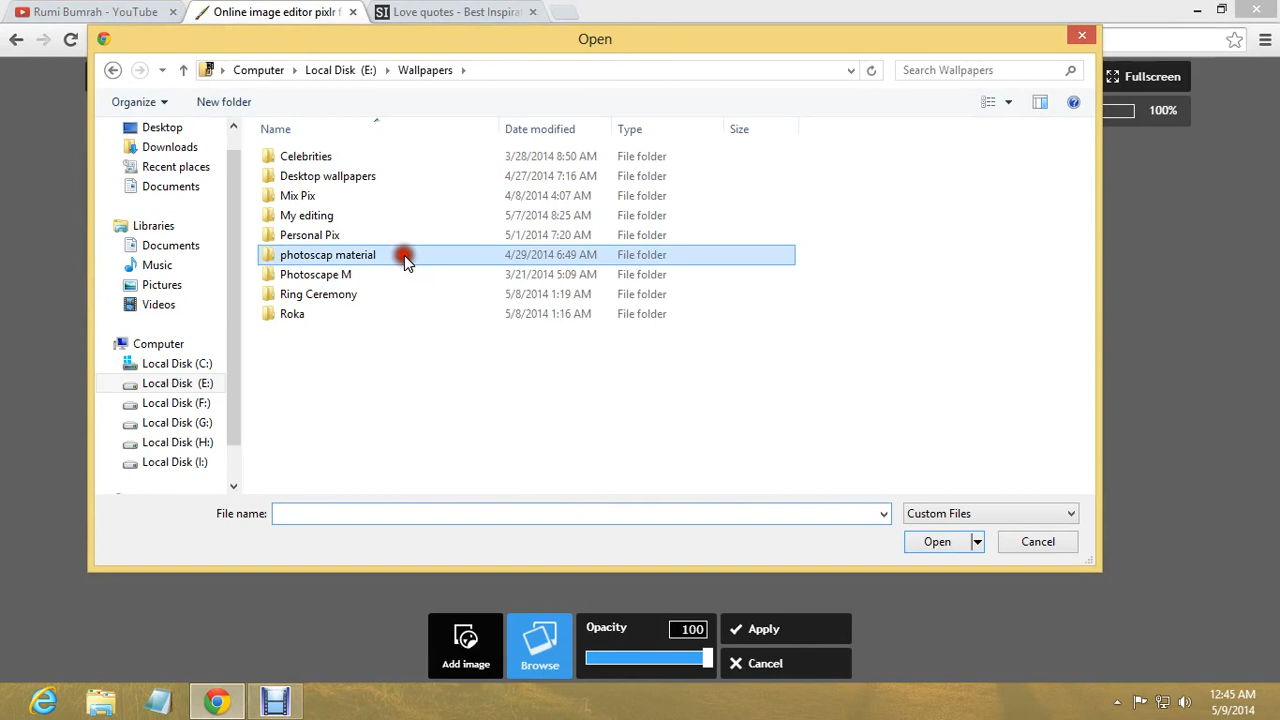 Rumi Bumrah - YouTube
Online image editor pixlr f
Love quotes - Best Inspirat
Open
Computer
Local Disk (E:)
Wallpapers
Search Wallpapers
Fullscreen
Organize
New folder
100%
Name
Date modified
Type
Size
Desktop
Downloads
Recent places
Documents
Libraries
Documents
Music
Pictures
Videos
Computer
Local Disk (C:)
Local Disk (E:)
Local Disk (F:)
Local Disk (G:)
Local Disk (H:)
Local Disk (I:)
Celebrities 3/28/2014 8:50 AM File folder
Desktop wallpapers 4/27/2014 7:16 AM File folder
Mix Pix 4/8/2014 4:07 AM File folder
My editing 5/7/2014 8:25 AM File folder
Personal Pix 5/1/2014 7:20 AM File folder
photoscap material 4/29/2014 6:49 AM File folder
Photoscape M 3/21/2014 5:09 AM File folder
Ring Ceremony 5/8/2014 1:19 AM File folder
Roka 5/8/2014 1:16 AM File folder
File name:
Custom Files
Open
Cancel
Add image
Browse
Opacity 100
Apply
Cancel
12:45 AM
5/9/2014